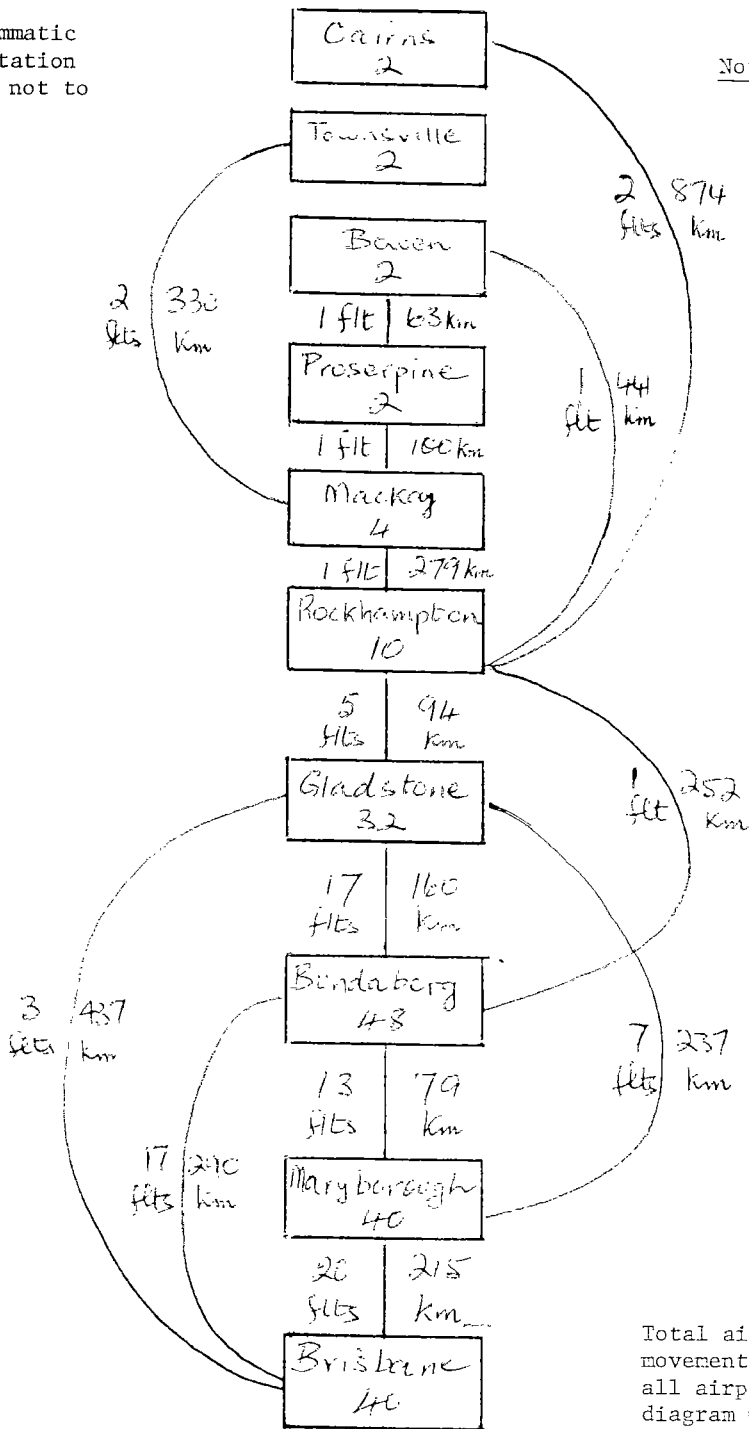 mmatic
tation
not to
No
Cairns
2
Townsville
2
2 874
flts Km
Bowen
2
2 330
flts Km
1 flt 63 km
Proserpine
2
1 44
flt km
1 flt 100 km
Mackay
4
1 flt 279 km
Rockhampton
10
5 94
flts Km
Gladstone
32
1 252
flt Km
17 160
flts Km
Bundaberg
48
3 437
flts km
13 79
flts Km
7 237
flts Km
17 290
flts km
Maryborough
40
20 215
flts km
Brisbane
40
Total ai
movement
all airp
diagram